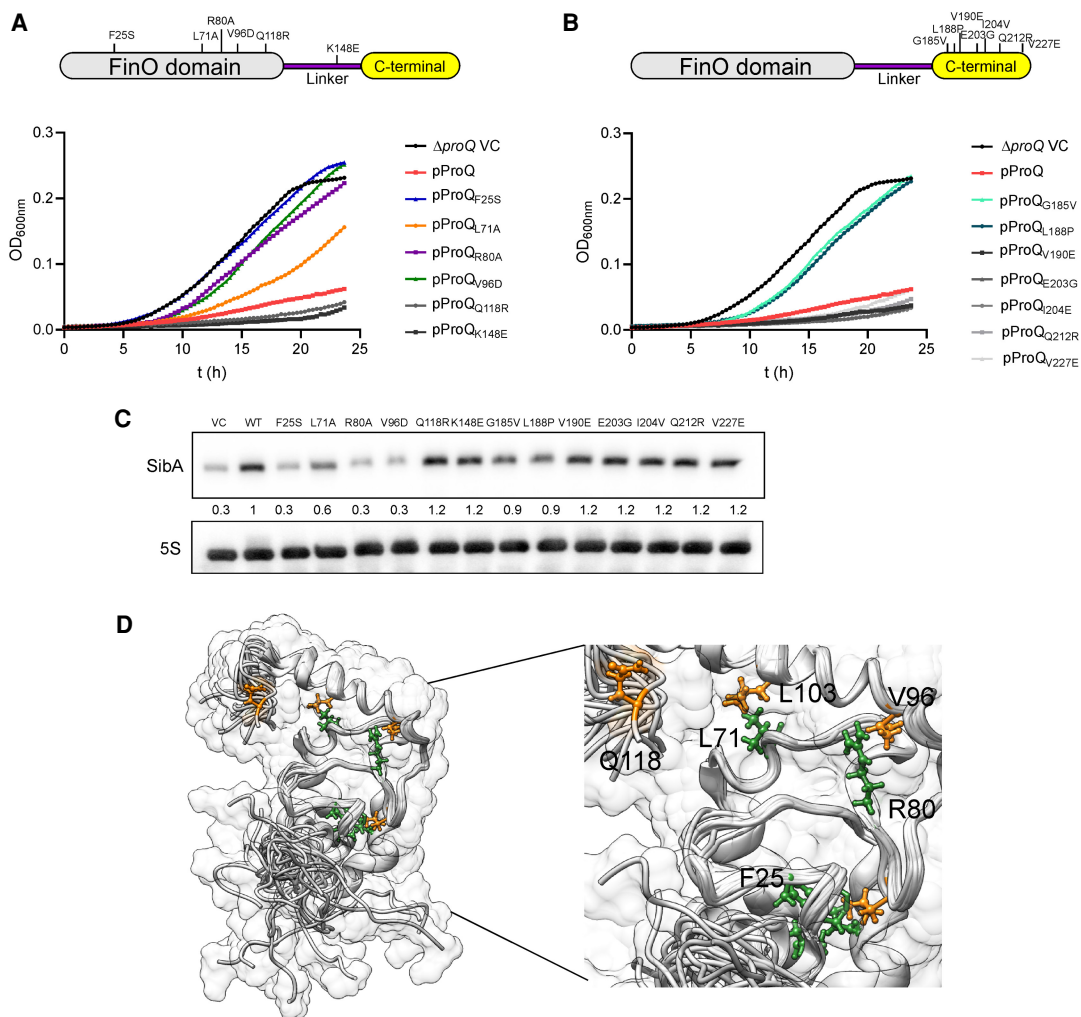 A
F25S
L71A
R80A
V96D
Q118R
K148E
FinO domain
Linker
C-terminal
0.3
0.2
0.1
0.0
OD600nm
0
5
10
15
20
25
t (h)
ΔproQ VC
pProQ
pProQF25S
pProQL71A
pProQR80A
pProQV96D
pProQQ118R
pProQK148E
B
G185V
L188P
V190E
E203G
I204V
Q212R
V227E
FinO domain
Linker
C-terminal
0.3
0.2
0.1
0.0
OD600nm
0
5
10
15
20
25
t (h)
ΔproQ VC
pProQ
pProQG185V
pProQL188P
pProQV190E
pProQE203G
pProQI204E
pProQQ212R
pProQV227E
C
VC WT F25S L71A R80A V96D Q118R K148E G185V L188P V190E E203G I204V Q212R V227E
SibA
0.3 1 0.3 0.6 0.3 0.3 1.2 1.2 0.9 0.9 1.2 1.2 1.2 1.2 1.2
5S
D
L103
V96
L71
Q118
R80
F25